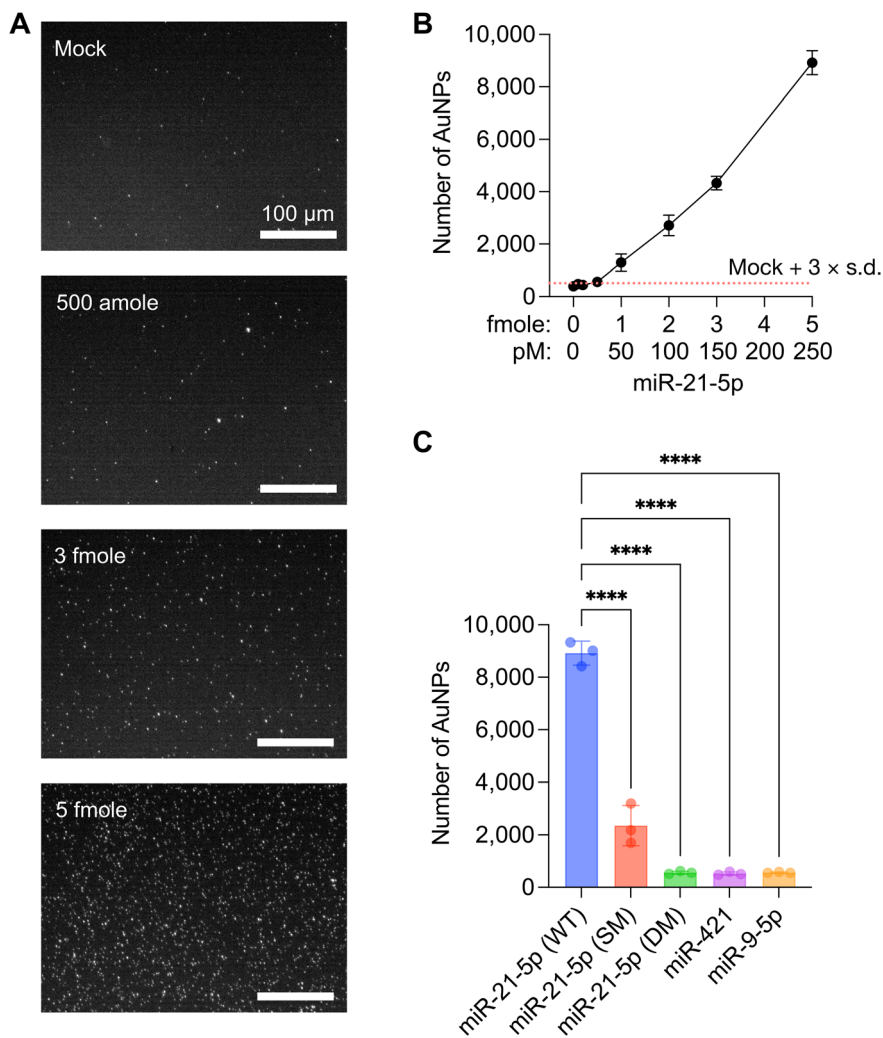 A
Mock
100 μm
500 amole
3 fmole
5 fmole
B
Number of AuNPs
10,000
8,000
6,000
4,000
2,000
0
Mock + 3 × s.d.
fmole: 0 1 2 3 4 5
pM: 0 50 100 150 200 250
miR-21-5p
C
****
****
****
****
Number of AuNPs
10,000
8,000
6,000
4,000
2,000
0
miR-21-5p (WT)
miR-21-5p (SM)
miR-21-5p (DM)
miR-421
miR-9-5p